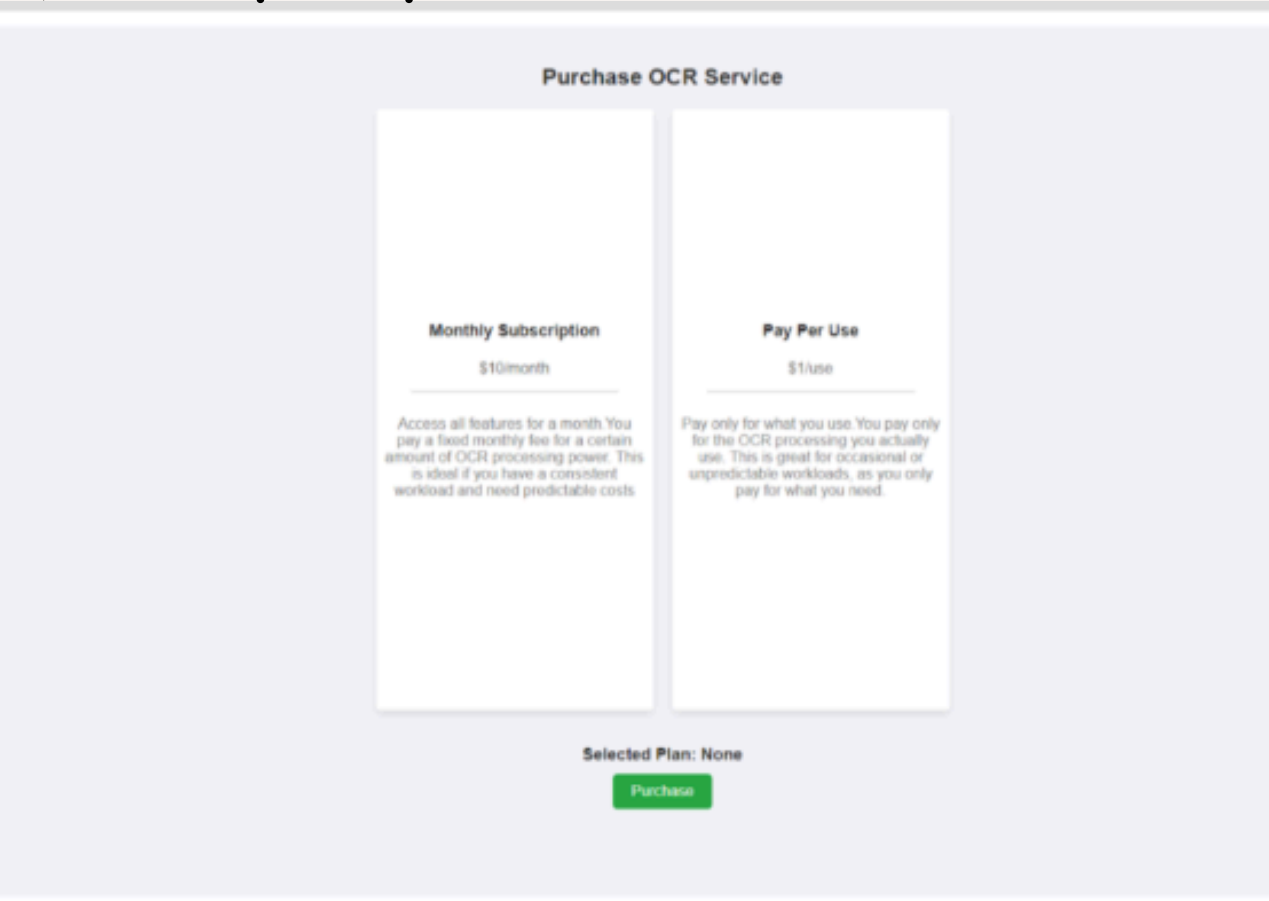 Purchase OCR Service
Monthly Subscription
$10/month
Access all features for a month.You
pay a fixed monthly fee for a certain
amount of OCR processing power. This
is ideal if you have a consistent
workload and need predictable costs
Pay Per Use
$1/use
Pay only for what you use.You pay only
for the OCR processing you actually
use. This is great for occasional or
unpredictable workloads, as you only
pay for what you need.
Selected Plan: None
Purchase